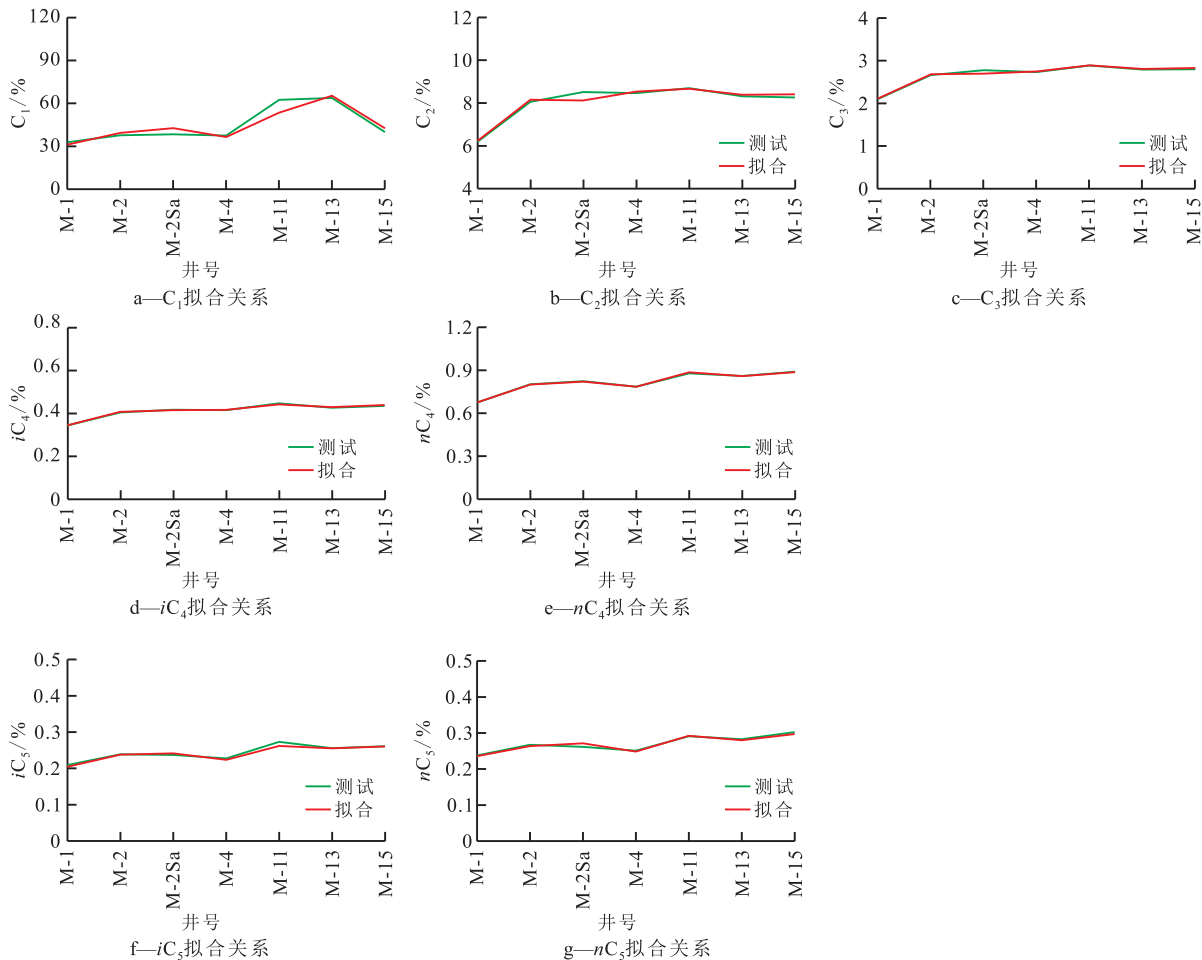 C₁/%
120
90
60
30
0
M-1
M-2
M-2Sa
M-4
M-11
M-13
M-15
井号
a—C₁拟合关系
C₂/%
12
10
8
6
4
测试
拟合
M-1
M-2
M-2Sa
M-4
M-11
M-13
M-15
井号
b—C₂拟合关系
C₃/%
4
3
2
1
0
测试
拟合
M-1
M-2
M-2Sa
M-4
M-11
M-13
M-15
井号
c—C₃拟合关系
iC₄/%
0.8
0.6
0.4
0.2
0
测试
拟合
M-1
M-2
M-2Sa
M-4
M-11
M-13
M-15
井号
d—iC₄拟合关系
nC₄/%
1.2
0.9
0.6
0.3
0
测试
拟合
M-1
M-2
M-2Sa
M-4
M-11
M-13
M-15
井号
e—nC₄拟合关系
iC₅/%
0.5
0.4
0.3
0.2
0.1
0
测试
拟合
M-1
M-2
M-2Sa
M-4
M-11
M-13
M-15
井号
f—iC₅拟合关系
nC₅/%
0.5
0.4
0.3
0.2
0.1
0
测试
拟合
M-1
M-2
M-2Sa
M-4
M-11
M-13
M-15
井号
g—nC₅拟合关系